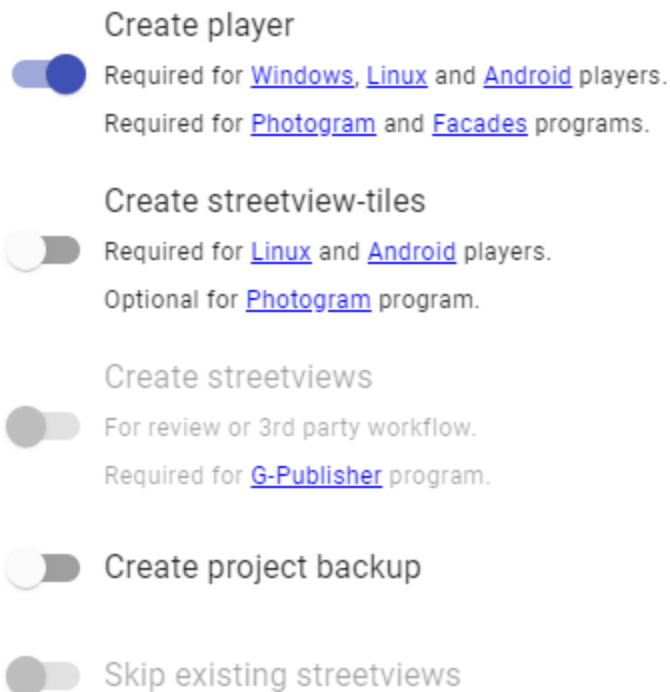 Create player
Required for Windows, Linux and Android players.
Required for Photogram and Facades programs.
Create streetview-tiles
Required for Linux and Android players.
Optional for Photogram program.
Create streetviews
For review or 3rd party workflow.
Required for G-Publisher program.
Create project backup
Skip existing streetviews